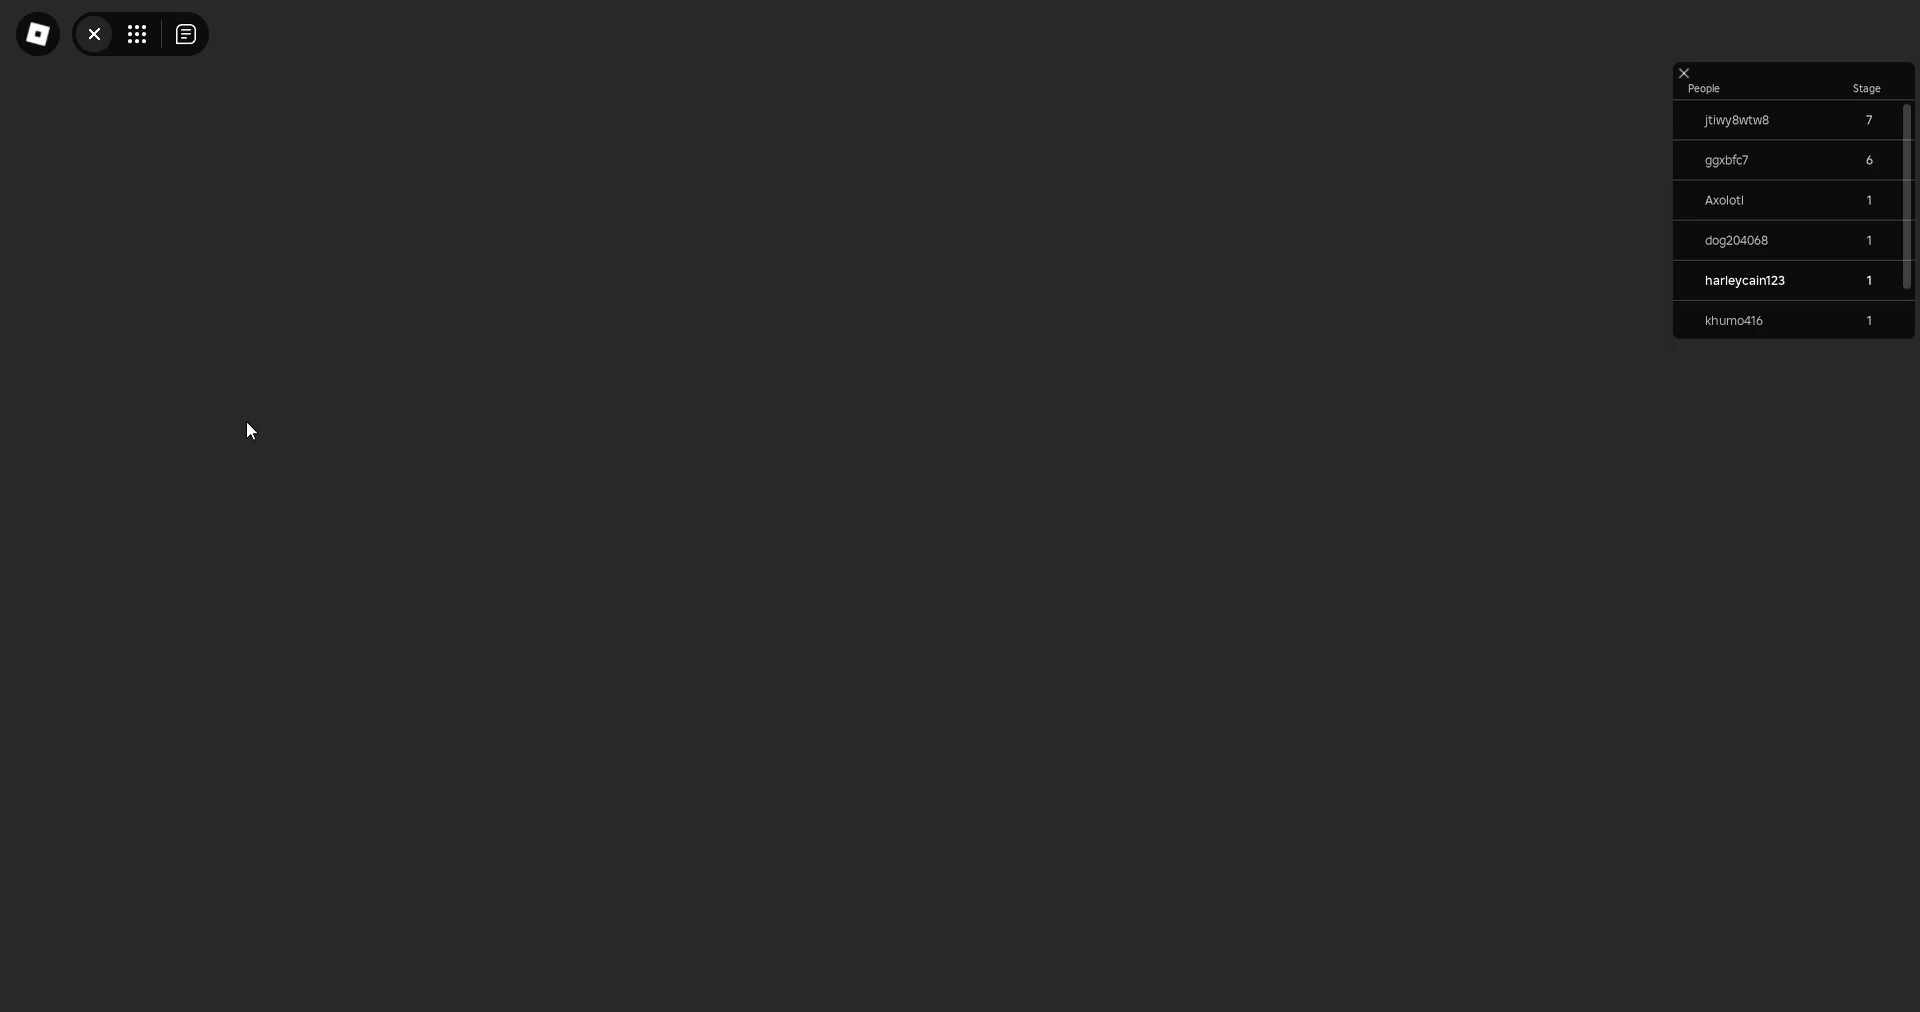 People Stage
jtiwy8wtw8 7
ggxbfc7 6
Axolotl 1
dog204068 1
harleycain123 1
khumo416 1